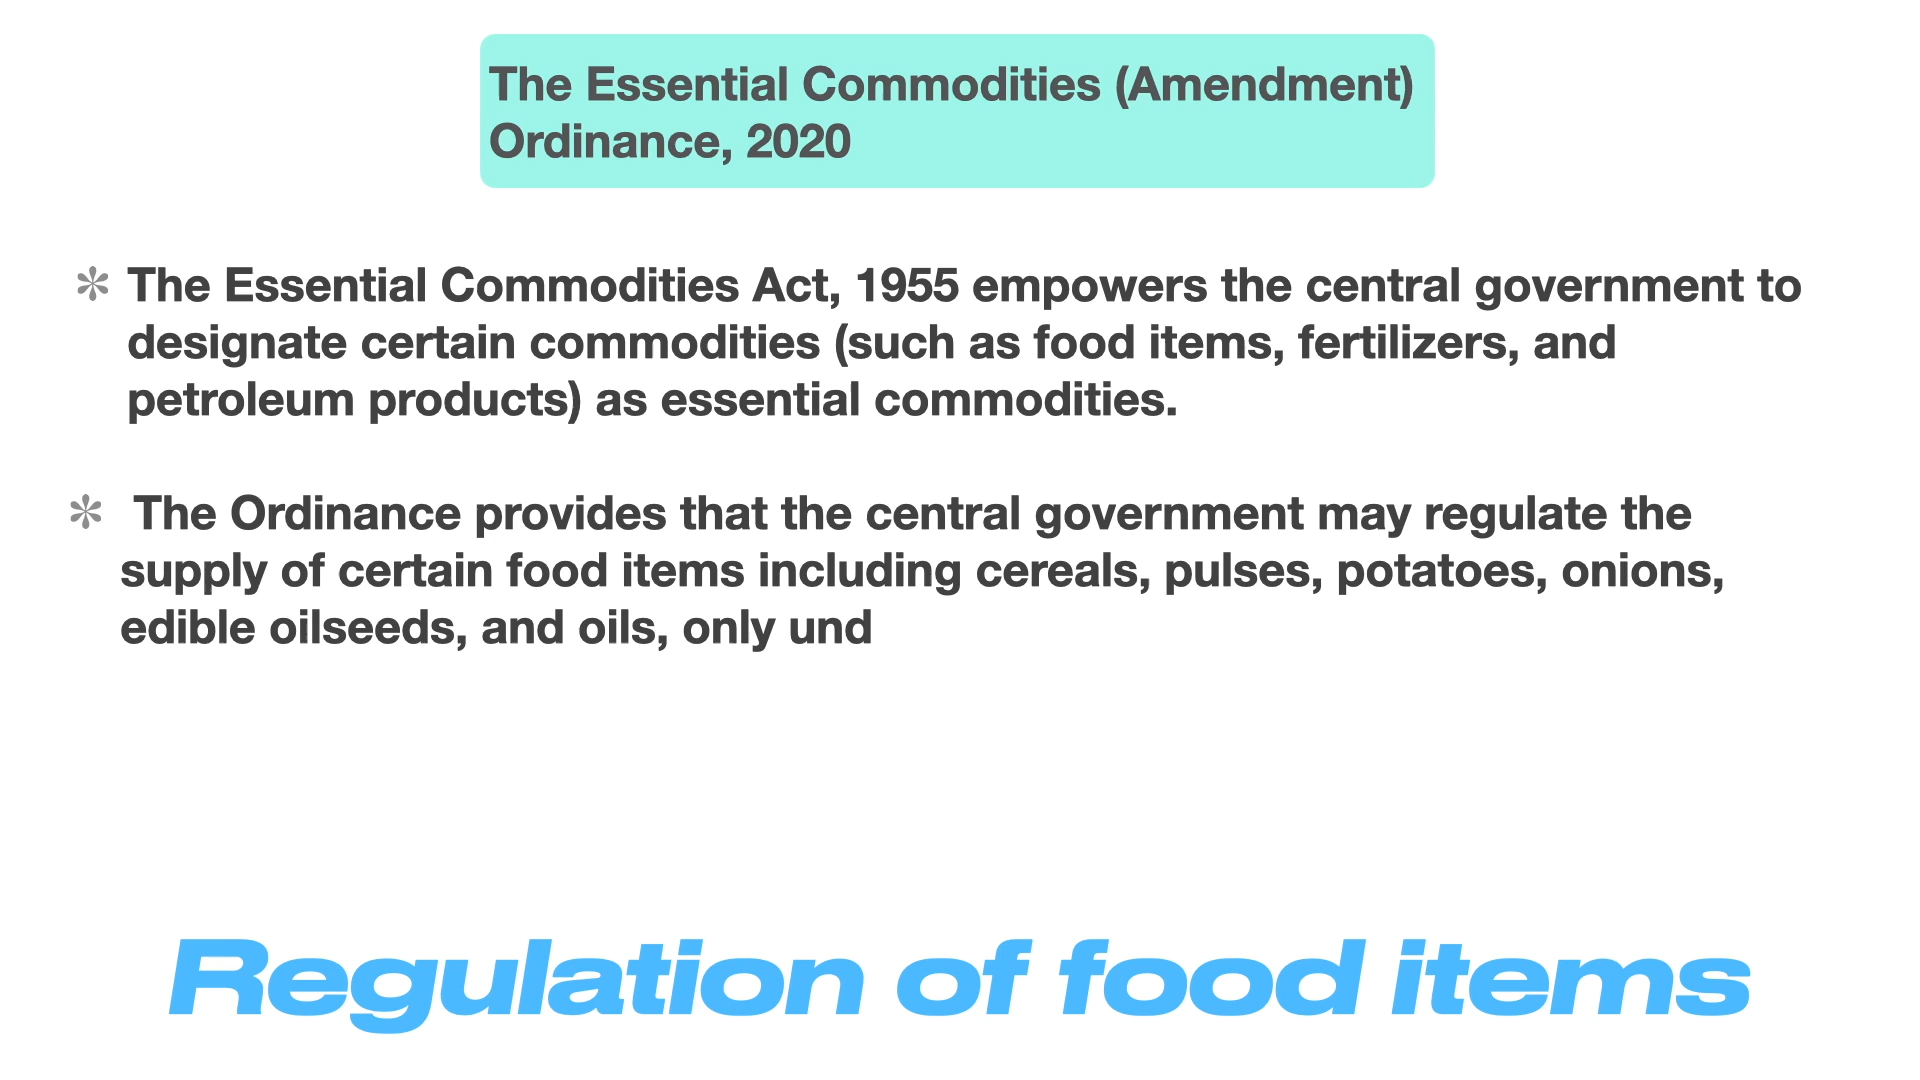 The Essential Commodities (Amendment)
Ordinance, 2020
* The Essential Commodities Act, 1955 empowers the central government to
designate certain commodities (such as food items, fertilizers, and
petroleum products) as essential commodities.
* The Ordinance provides that the central government may regulate the
supply of certain food items including cereals, pulses, potatoes, onions,
edible oilseeds, and oils, only und
Regulation of food items